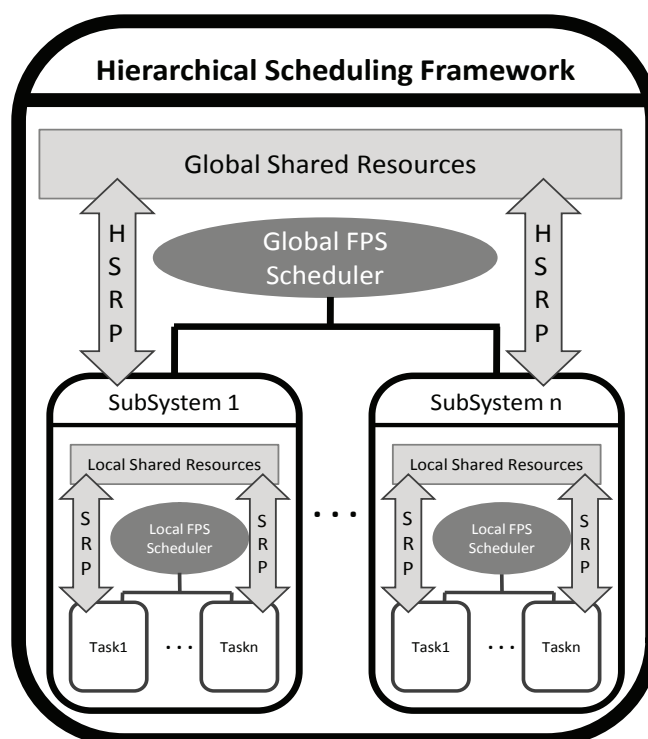 Hierarchical Scheduling Framework
Global Shared Resources
H
S
R
P
Global FPS
Scheduler
H
S
R
P
SubSystem 1
Local Shared Resources
S
R
P
Local FPS
Scheduler
S
R
P
Task1
...
Taskn
...
SubSystem n
Local Shared Resources
S
R
P
Local FPS
Scheduler
S
R
P
Task1
...
Taskn